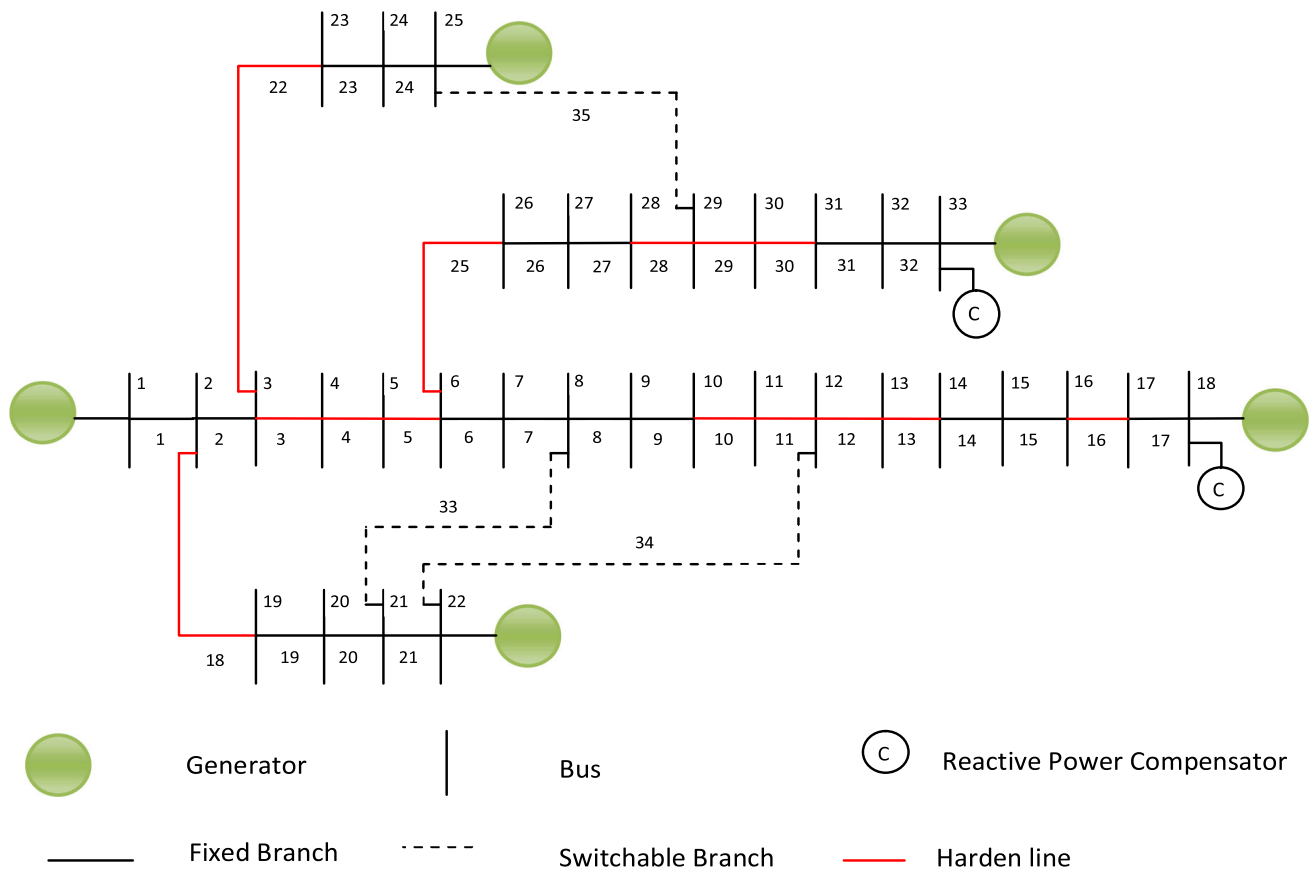 23 24 25
22 23 24
35
26 27 28 29 30 31 32 33
25 26 27 28 29 30 31 32
C
1 2 3 4 5 6 7 8 9 10 11 12 13 14 15 16 17 18
1 2 3 4 5 6 7 8 9 10 11 12 13 14 15 16 17
C
33
34
19 20 21 22
18 19 20 21
Generator Bus C Reactive Power Compensator
Fixed Branch Switchable Branch Harden line